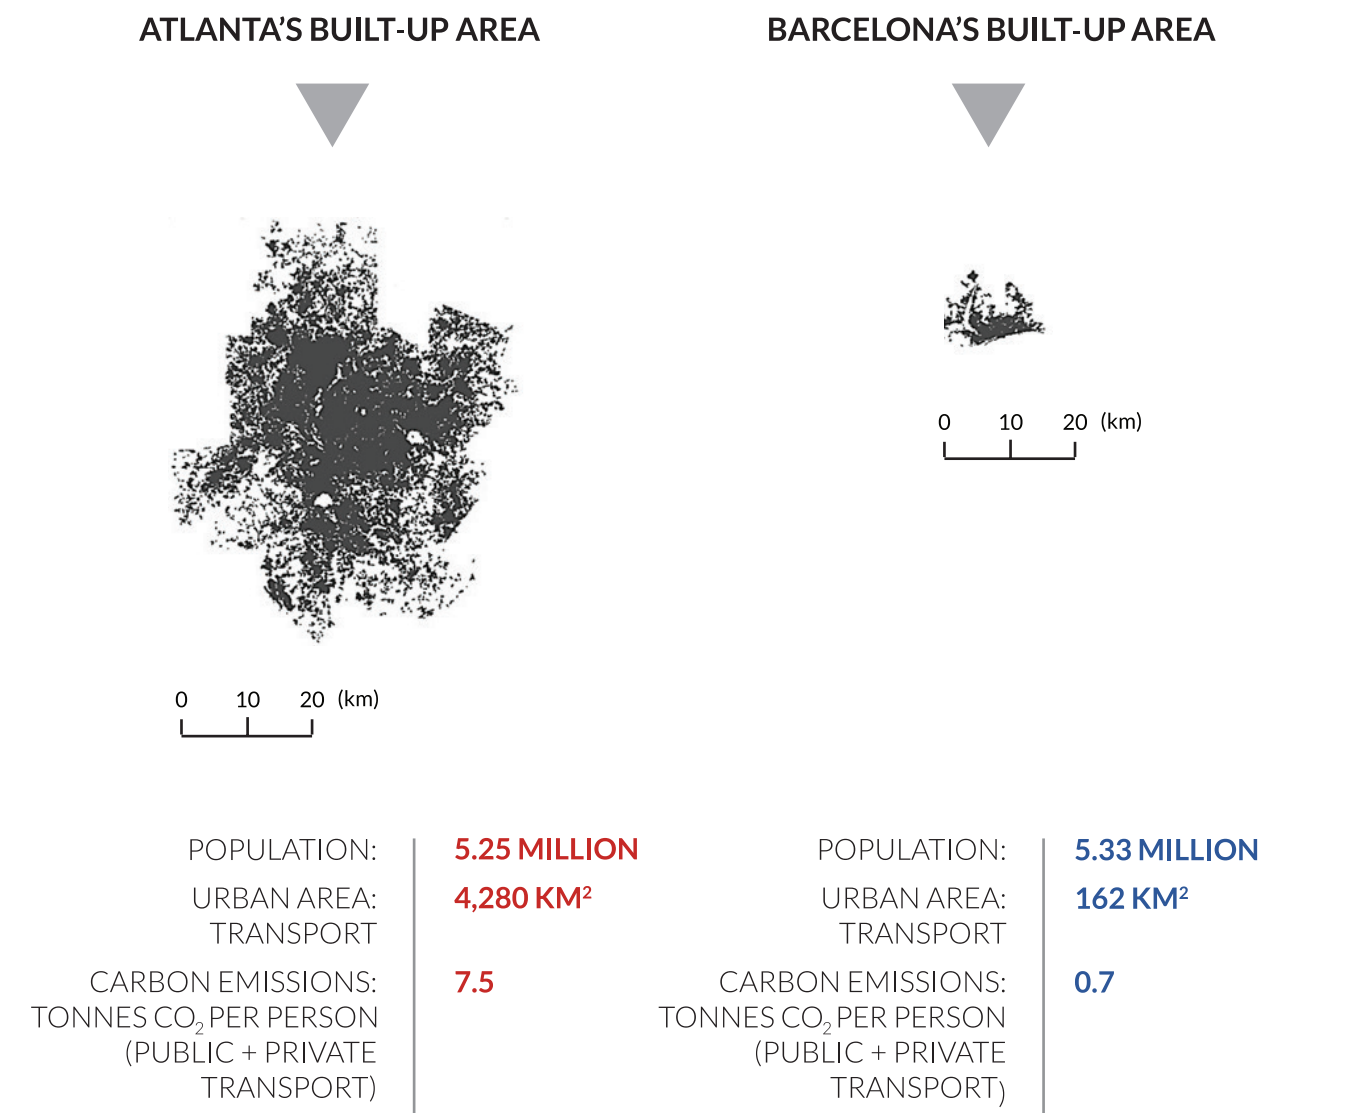 ATLANTA’S BUILT-UP AREA
BARCELONA’S BUILT-UP AREA
0 10 20 (km)
0 10 20 (km)
POPULATION: 5.25 MILLION
URBAN AREA: 4,280 KM²
TRANSPORT
CARBON EMISSIONS: 7.5
TONNES CO₂ PER PERSON
(PUBLIC + PRIVATE
TRANSPORT)
POPULATION: 5.33 MILLION
URBAN AREA: 162 KM²
TRANSPORT
CARBON EMISSIONS: 0.7
TONNES CO₂ PER PERSON
(PUBLIC + PRIVATE
TRANSPORT)